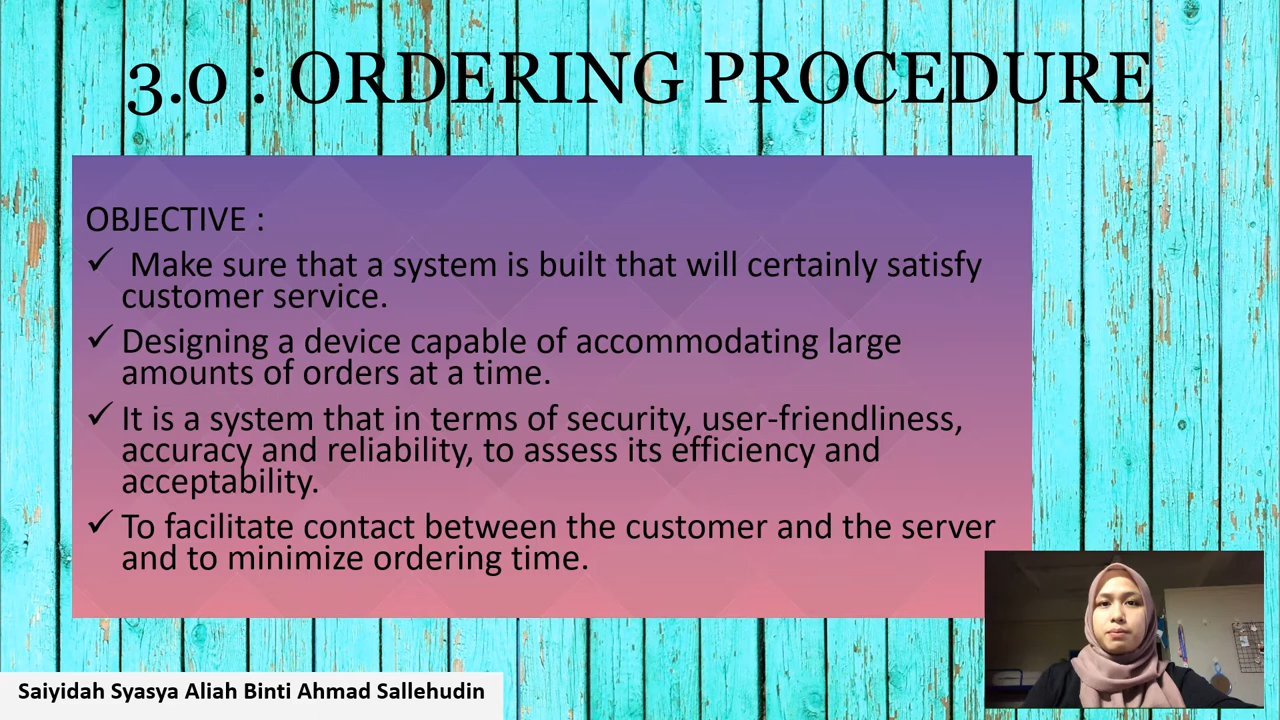 3.0 : ORDERING PROCEDURE
OBJECTIVE :
✓ Make sure that a system is built that will certainly satisfy
customer service.
✓ Designing a device capable of accommodating large
amounts of orders at a time.
✓ It is a system that in terms of security, user-friendliness,
accuracy and reliability, to assess its efficiency and
acceptability.
✓ To facilitate contact between the customer and the server
and to minimize ordering time.
Saiyidah Syasya Aliah Binti Ahmad Sallehudin